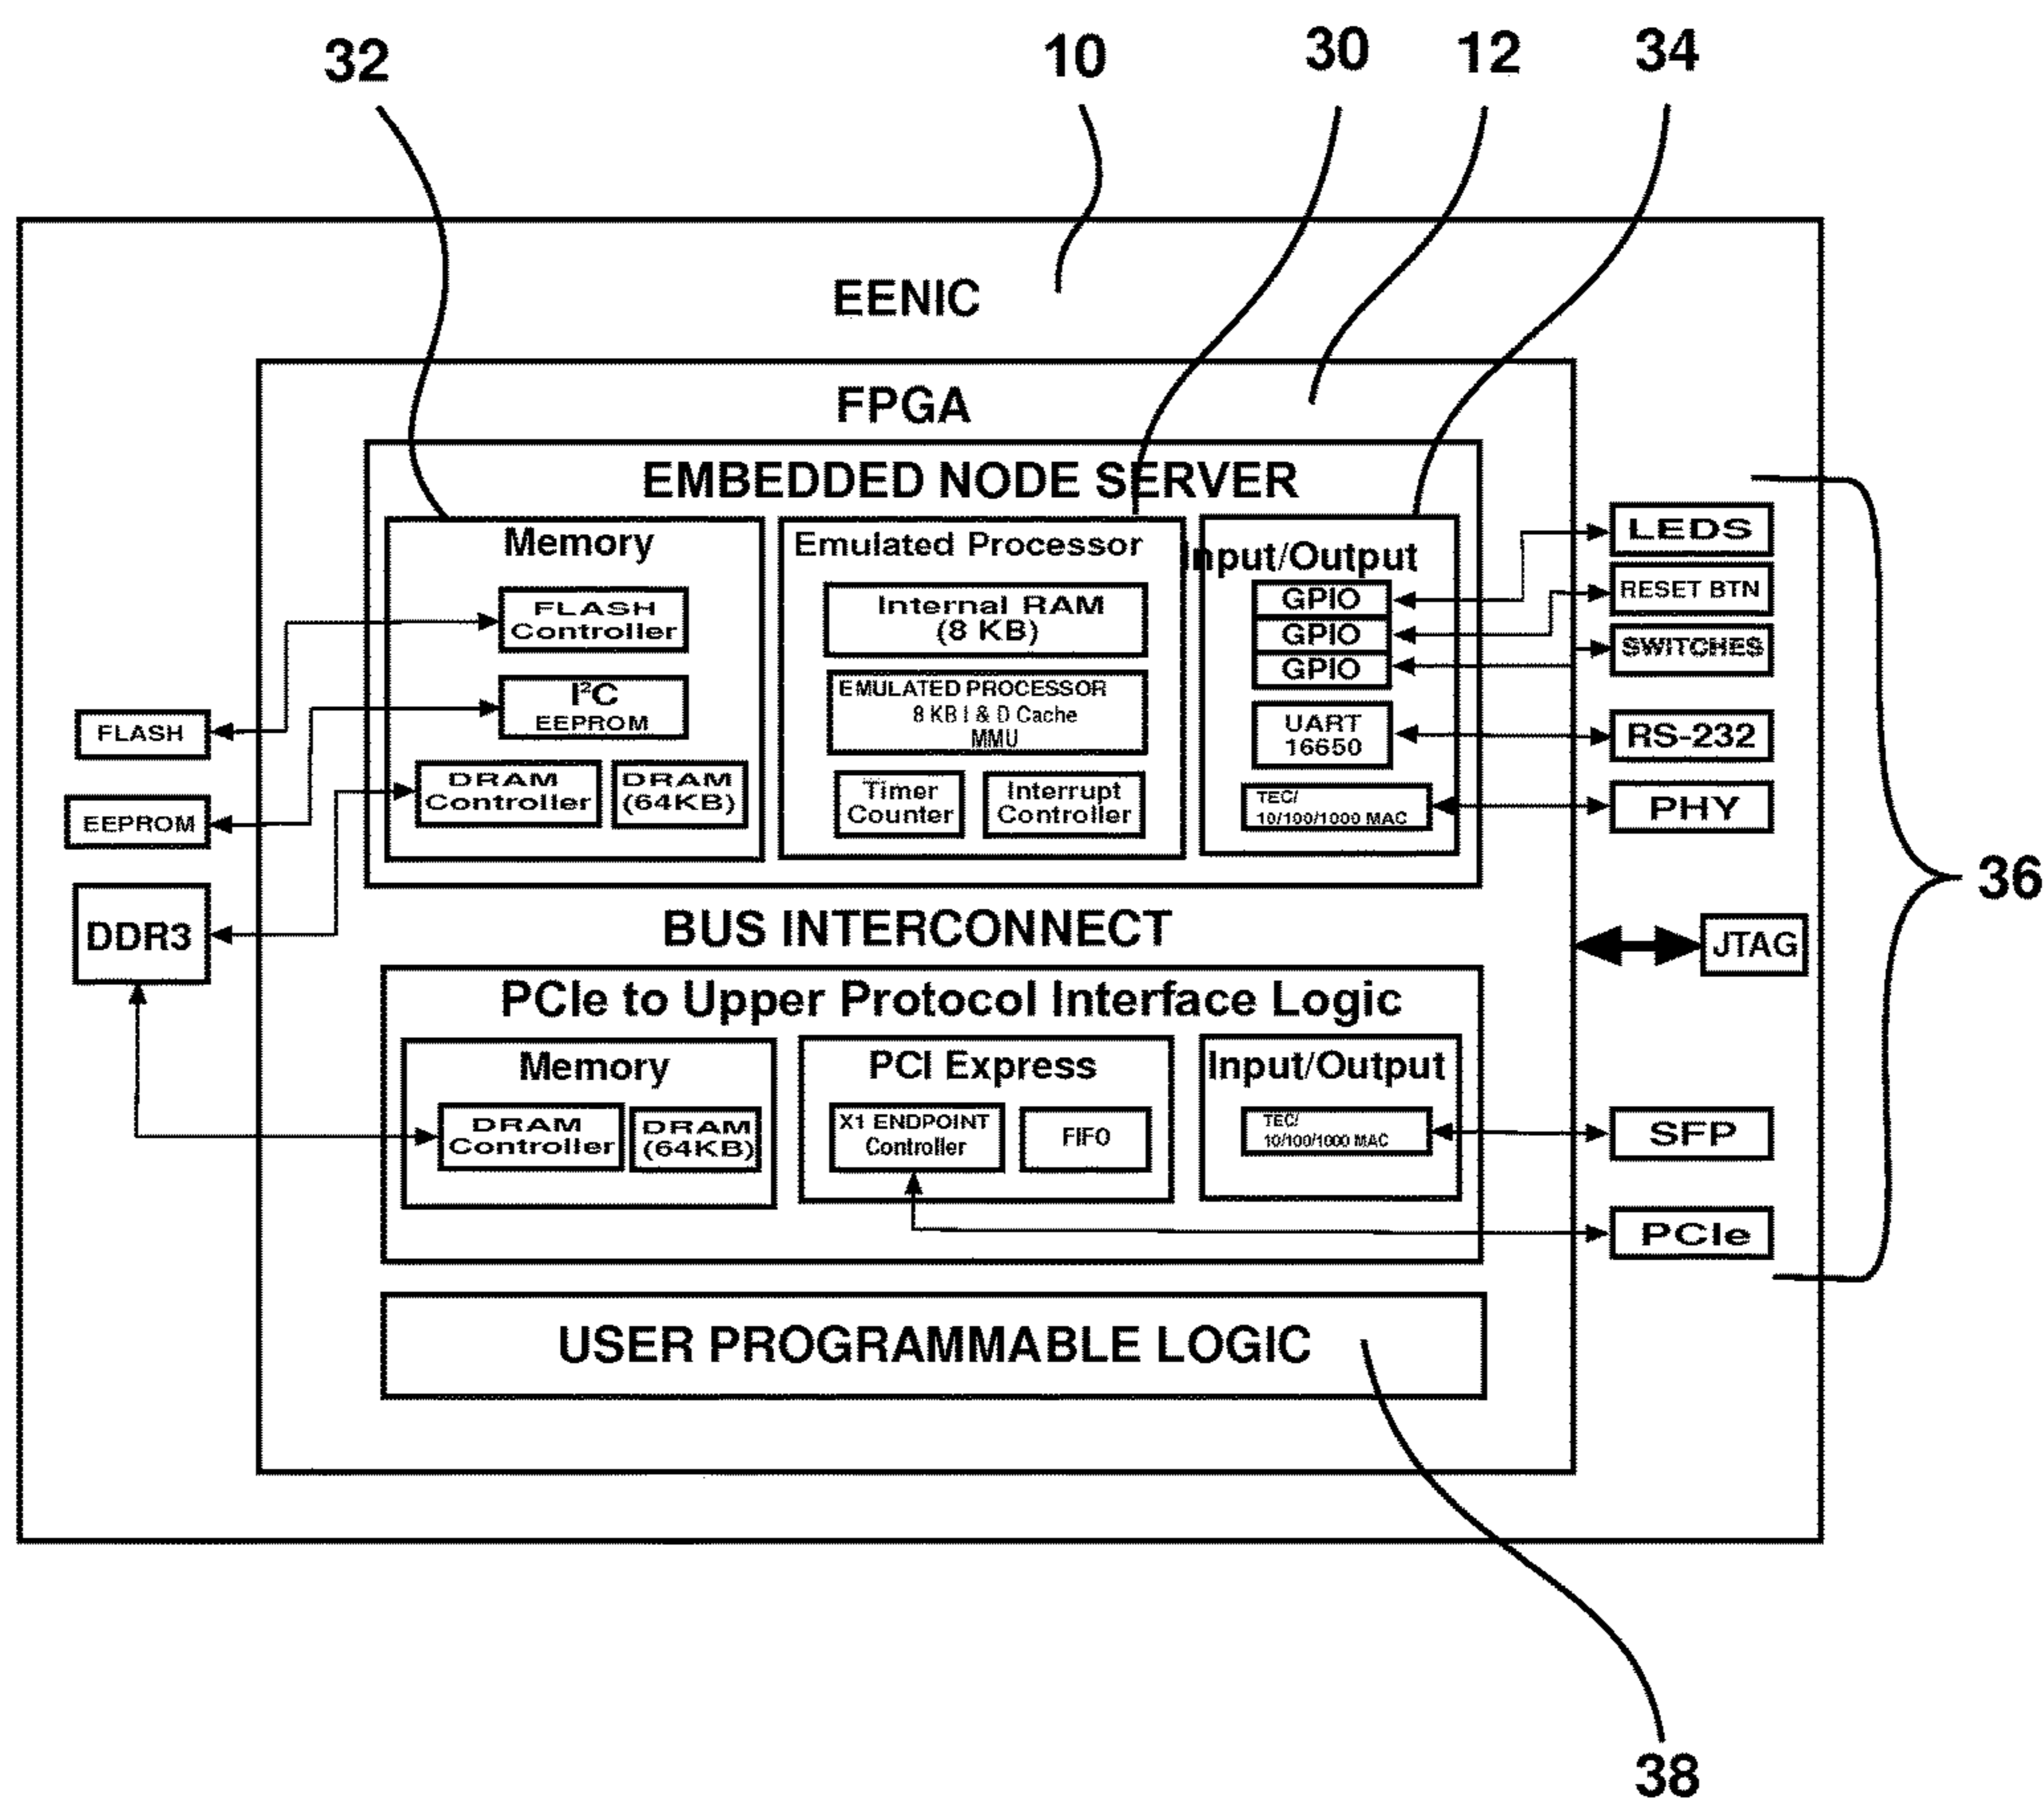 32
10
30
12
34
EENIC
FPGA
EMBEDDED NODE SERVER
Memory
FLASH
Controller
I²C
EEPROM
DRAM
Controller
DRAM
(64KB)
Emulated Processor
Internal RAM
(8 KB)
EMULATED PROCESSOR
8 KB I & D Cache
MMU
Timer
Counter
Interrupt
Controller
Input/Output
GPIO
GPIO
GPIO
UART
16650
TEC/
10/100/1000 MAC
FLASH
EEPROM
DDR3
LEDS
RESET BTN
SWITCHES
RS-232
PHY
36
JTAG
BUS INTERCONNECT
PCIe to Upper Protocol Interface Logic
Memory
DRAM
Controller
DRAM
(64KB)
PCI Express
X1 ENDPOINT
Controller
FIFO
Input/Output
TEC/
10/100/1000 MAC
SFP
PCIe
USER PROGRAMMABLE LOGIC
38